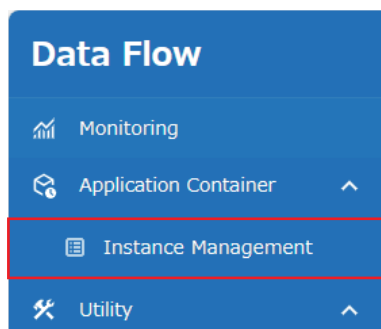 Data Flow
Monitoring
Application Container
Instance Management
Utility